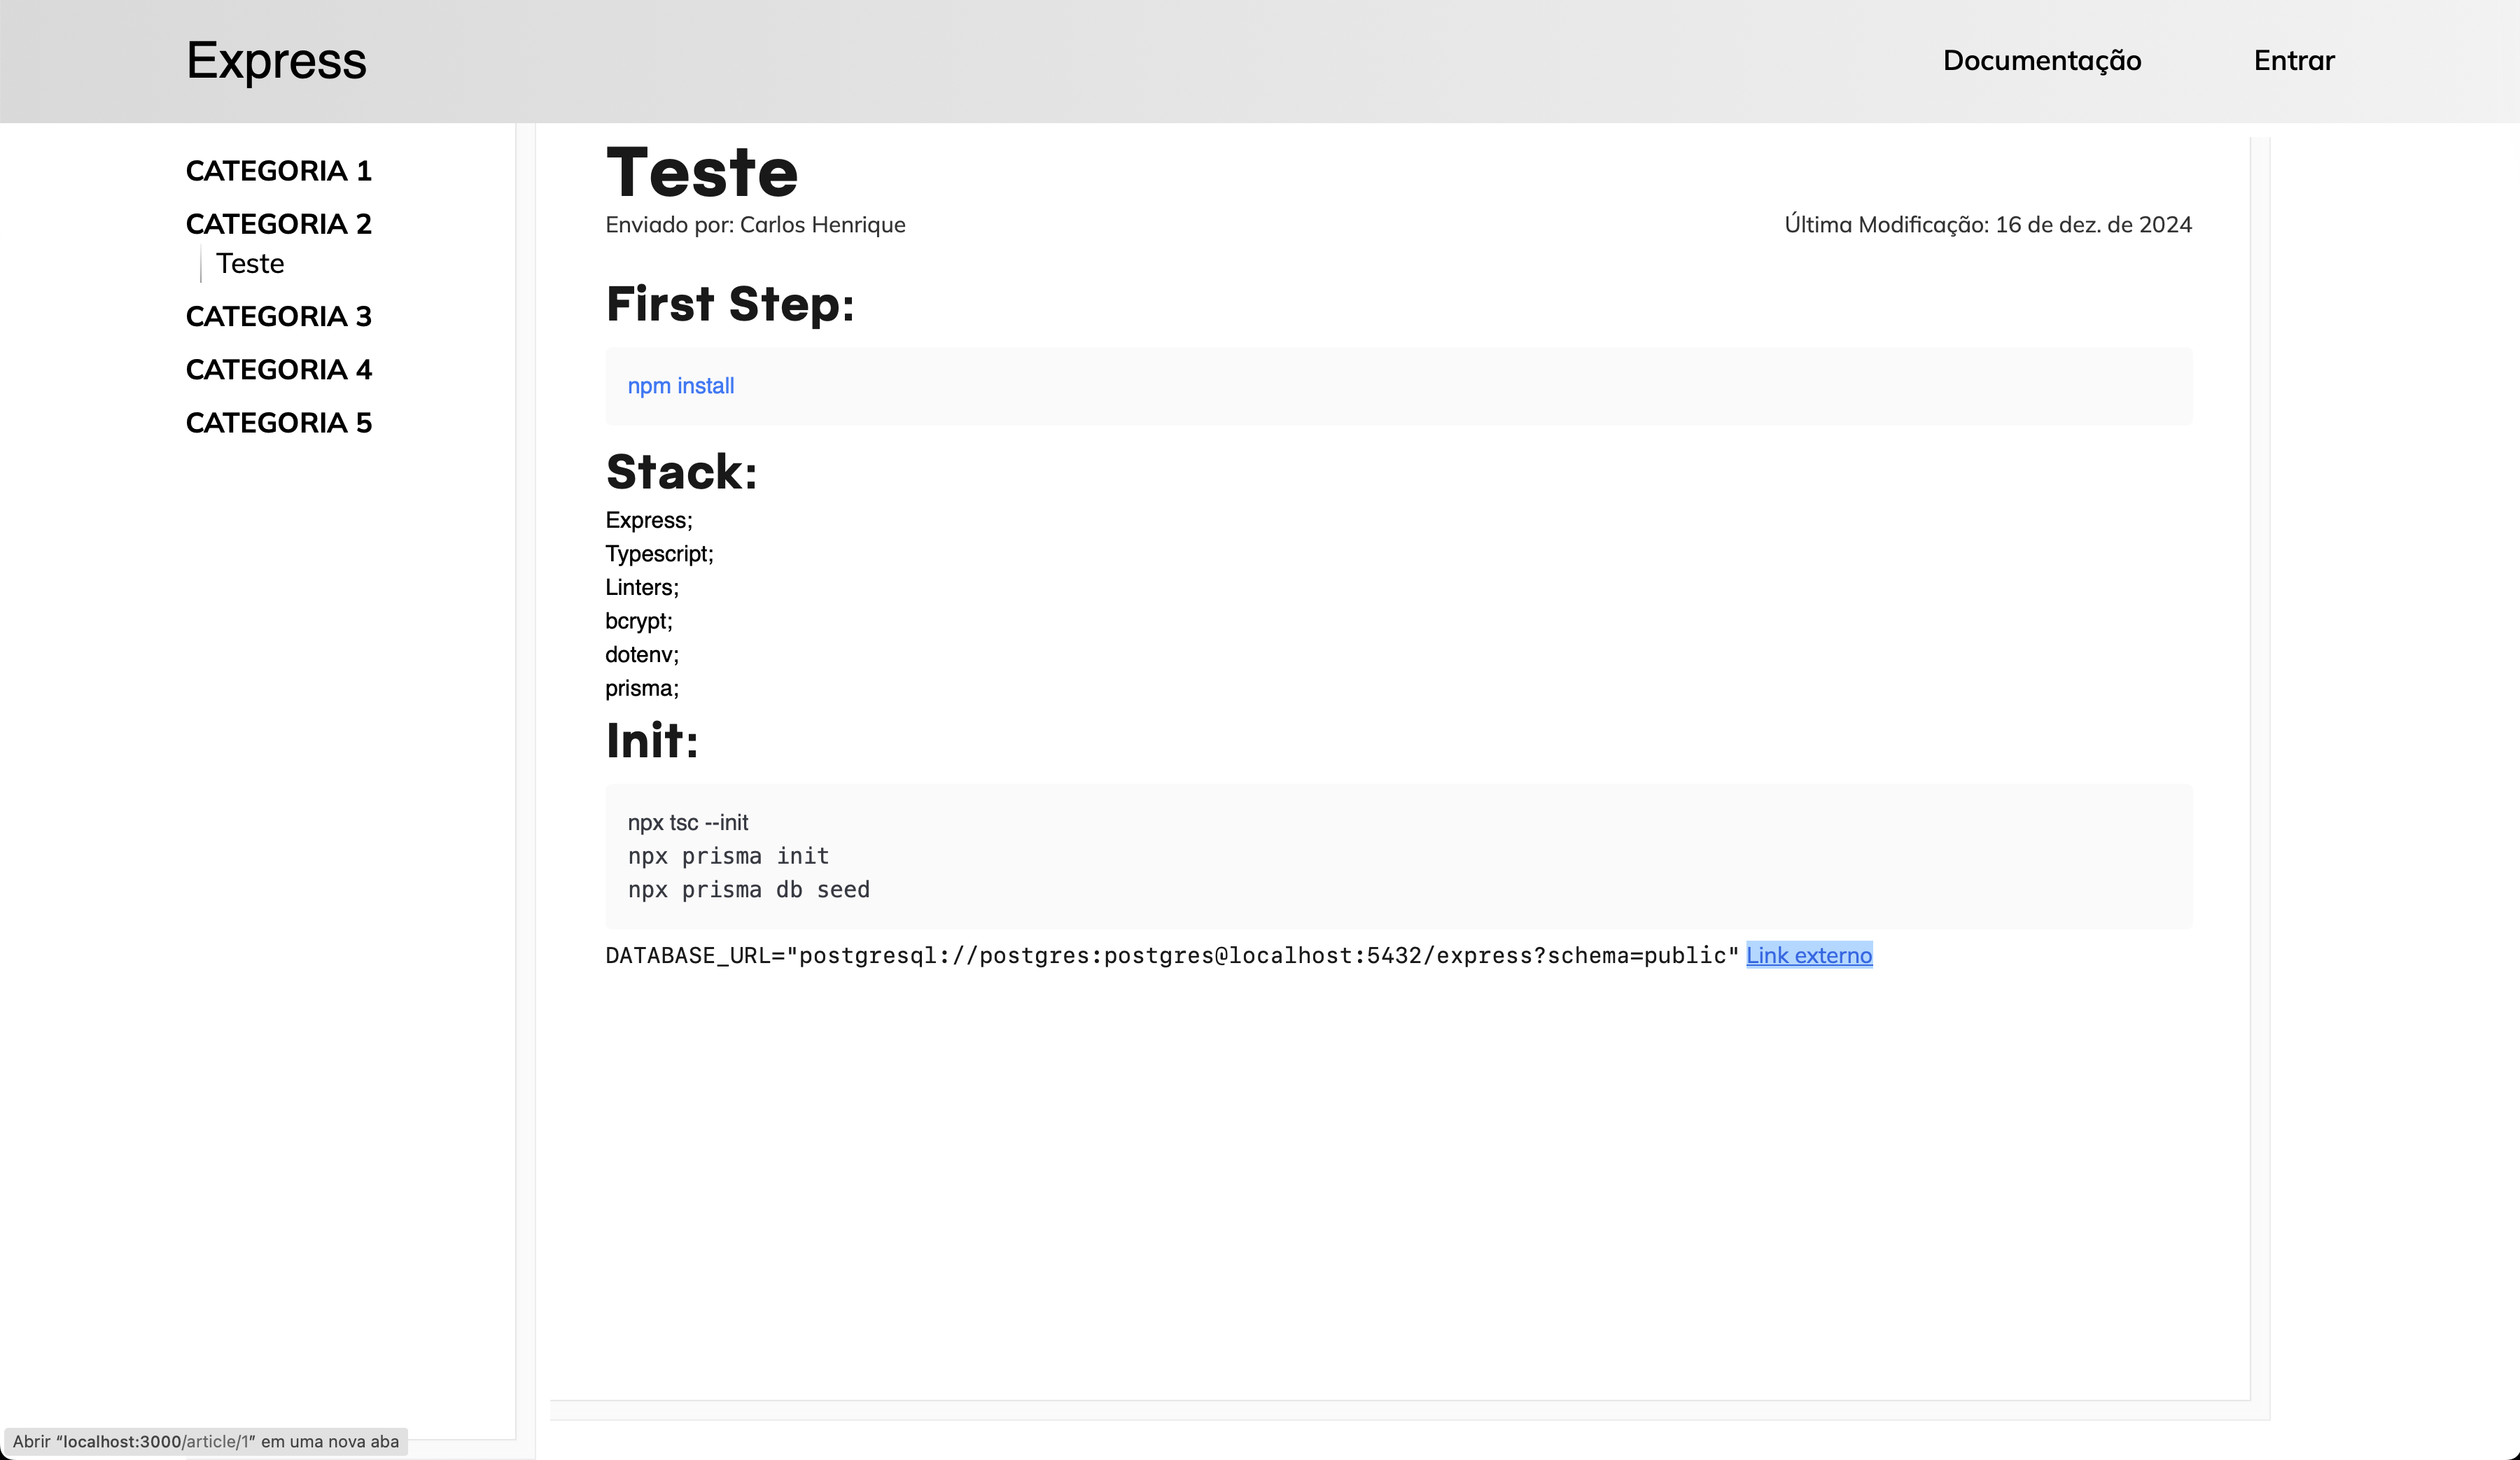 Express
Documentação
Entrar
CATEGORIA 1
CATEGORIA 2
Teste
CATEGORIA 3
CATEGORIA 4
CATEGORIA 5
Teste
Enviado por: Carlos Henrique
Última Modificação: 16 de dez. de 2024
First Step:
npm install
Stack:
Express;
Typescript;
Linters;
bcrypt;
dotenv;
prisma;
Init:
npx tsc --init
npx prisma init
npx prisma db seed
DATABASE_URL="postgresql://postgres:postgres@localhost:5432/express?schema=public" Link externo
Abrir “localhost:3000/article/1” em uma nova aba